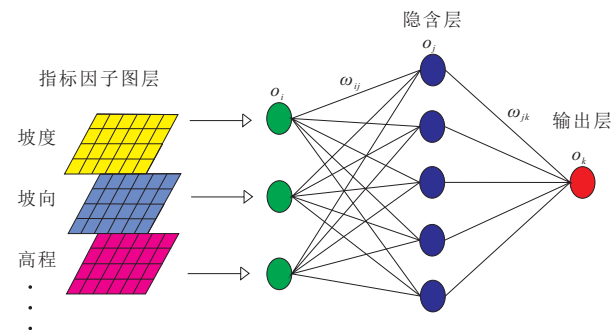 隐含层
o_j
指标因子图层
ω_ij
o_i
坡度
ω_jk
输出层
o_k
坡向
高程